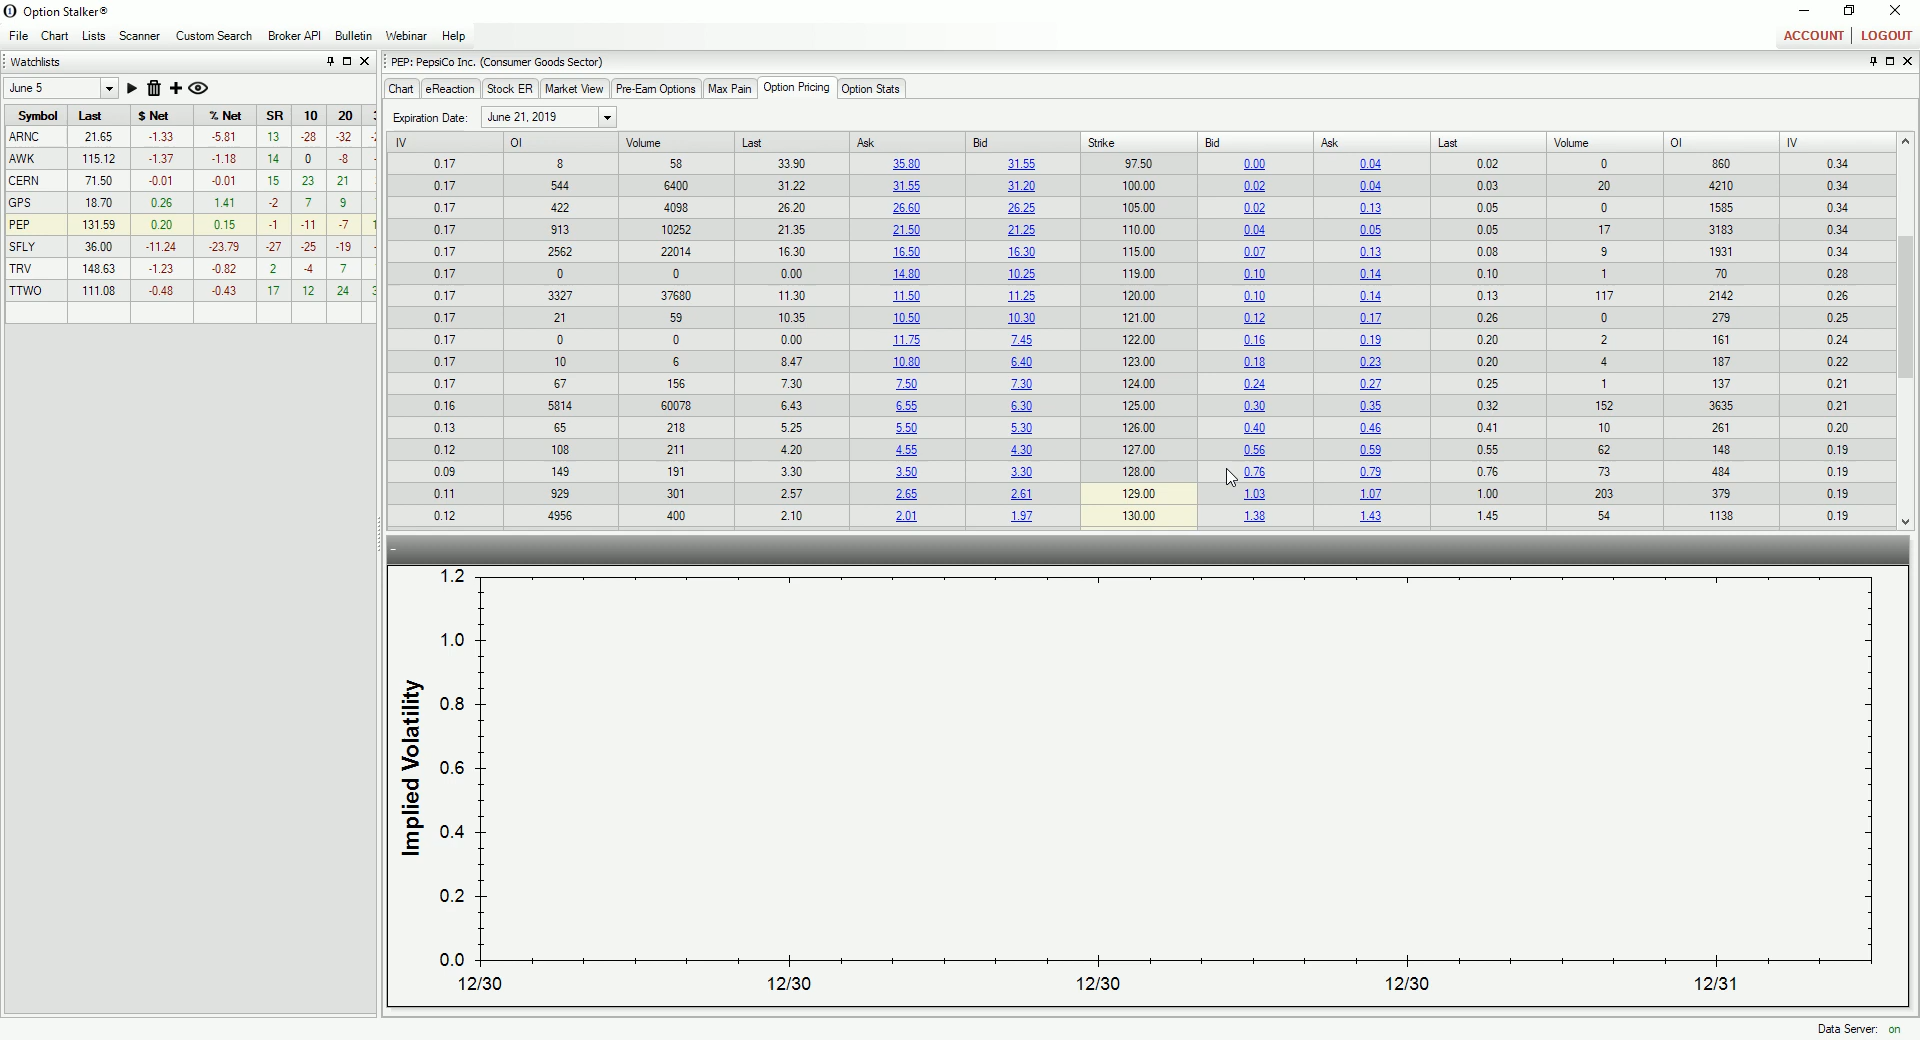 Option Stalker®
File Chart Lists Scanner Custom Search Broker API Bulletin Webinar Help ACCOUNT LOGOUT
Watchlists
June 5
Symbol Last $ Net % Net SR 10 20
ARNC 21.65 -1.33 -5.81 13 -28 -32
AWK 115.12 -1.37 -1.18 14 0 -8
CERN 71.50 -0.01 -0.01 15 23 21
GPS 18.70 0.26 1.41 -2 7 9
PEP 131.59 0.20 0.15 -1 -11 -7
SFLY 36.00 -11.24 -23.79 -27 -25 -19
TRV 148.63 -1.23 -0.82 2 -4 7
TTWO 111.08 -0.48 -0.43 17 12 24
PEP: PepsiCo Inc. (Consumer Goods Sector)
Chart eReaction Stock ER Market View Pre-Earn Options Max Pain Option Pricing Option Stats
Expiration Date: June 21, 2019
IV OI Volume Last Ask Bid Strike Bid Ask Last Volume OI IV
0.17 8 58 33.90 35.80 31.55 97.50 0.00 0.04 0.02 0 860 0.34
0.17 544 6400 31.22 31.55 31.20 100.00 0.02 0.04 0.03 20 4210 0.34
0.17 422 4098 26.20 26.60 26.25 105.00 0.02 0.13 0.05 0 1585 0.34
0.17 913 10252 21.35 21.50 21.25 110.00 0.04 0.05 0.05 17 3183 0.34
0.17 2562 22014 16.30 16.50 16.30 115.00 0.07 0.13 0.08 9 1931 0.34
0.17 0 0 0.00 14.80 10.25 119.00 0.10 0.14 0.10 1 70 0.28
0.17 3327 37680 11.30 11.50 11.25 120.00 0.10 0.14 0.13 117 2142 0.26
0.17 21 59 10.35 10.50 10.30 121.00 0.12 0.17 0.26 0 279 0.25
0.17 0 0 0.00 11.75 7.45 122.00 0.16 0.19 0.20 2 161 0.24
0.17 10 6 8.47 10.80 6.40 123.00 0.18 0.23 0.20 4 187 0.22
0.17 67 156 7.30 7.50 7.30 124.00 0.24 0.27 0.25 1 137 0.21
0.16 5814 60078 6.43 6.55 6.30 125.00 0.30 0.35 0.32 152 3635 0.21
0.13 65 218 5.25 5.50 5.30 126.00 0.40 0.46 0.41 10 261 0.20
0.12 108 211 4.20 4.55 4.30 127.00 0.56 0.59 0.55 62 148 0.19
0.09 149 191 3.30 3.50 3.30 128.00 0.76 0.79 0.76 73 484 0.19
0.11 929 301 2.57 2.65 2.61 129.00 1.03 1.07 1.00 203 379 0.19
0.12 4956 400 2.10 2.01 1.97 130.00 1.38 1.43 1.45 54 1138 0.19
Implied Volatility
1.2
1.0
0.8
0.6
0.4
0.2
0.0
12/30 12/30 12/30 12/30 12/31
Data Server: on